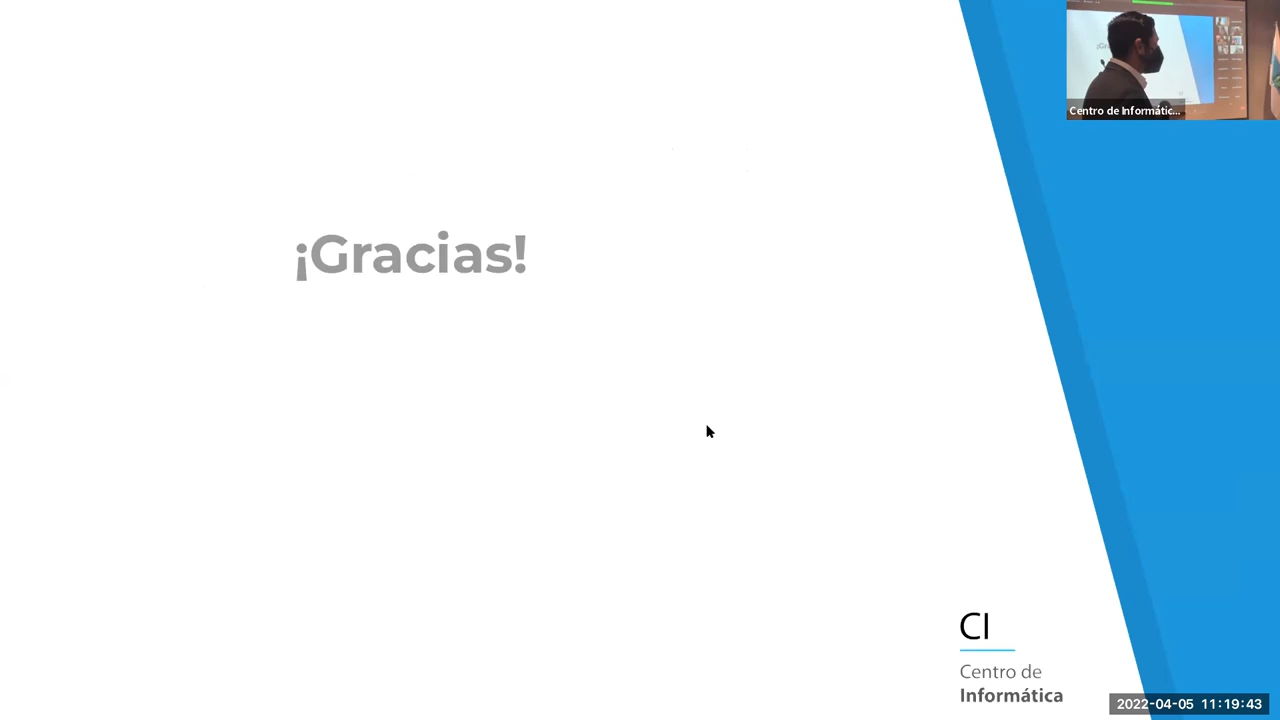 ¡Gracias!
Centro de Informátic...
CI
Centro de
Informática
2022-04-05 11:19:43